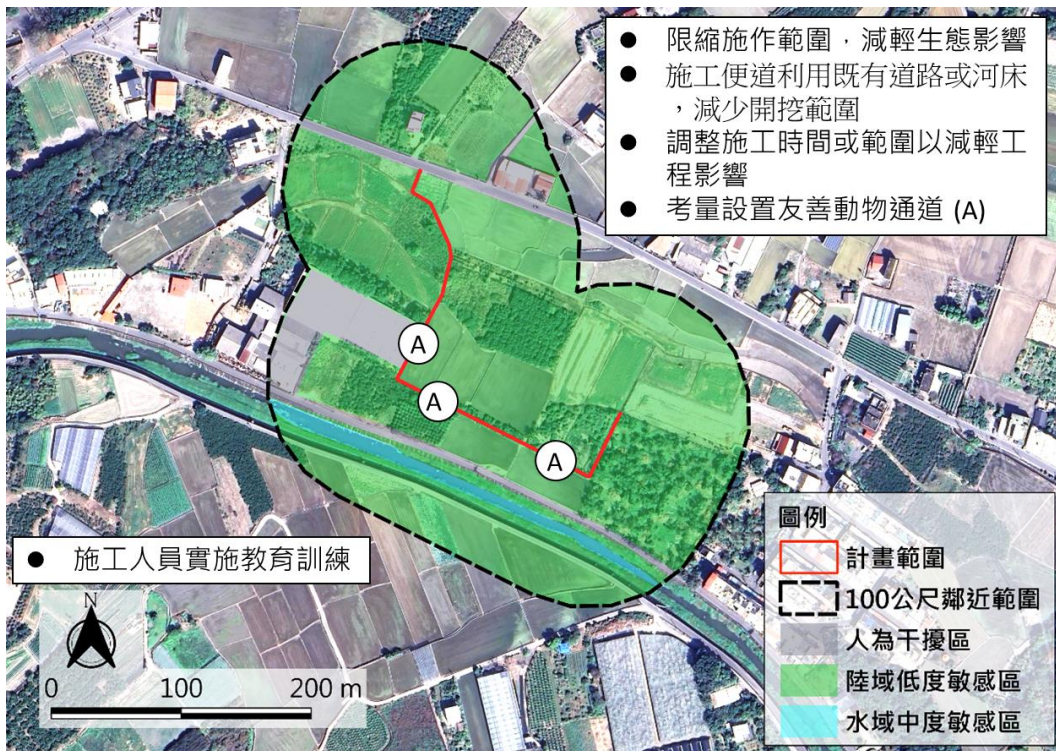 ● 限縮施作範圍，減輕生態影響
● 施工便道利用既有道路或河床
，減少開挖範圍
● 調整施工時間或範圍以減輕工
程影響
● 考量設置友善動物通道 (A)
A
A
A
● 施工人員實施教育訓練
N
0 100 200 m
圖例
計畫範圍
100公尺鄰近範圍
人為干擾區
陸域低度敏感區
水域中度敏感區